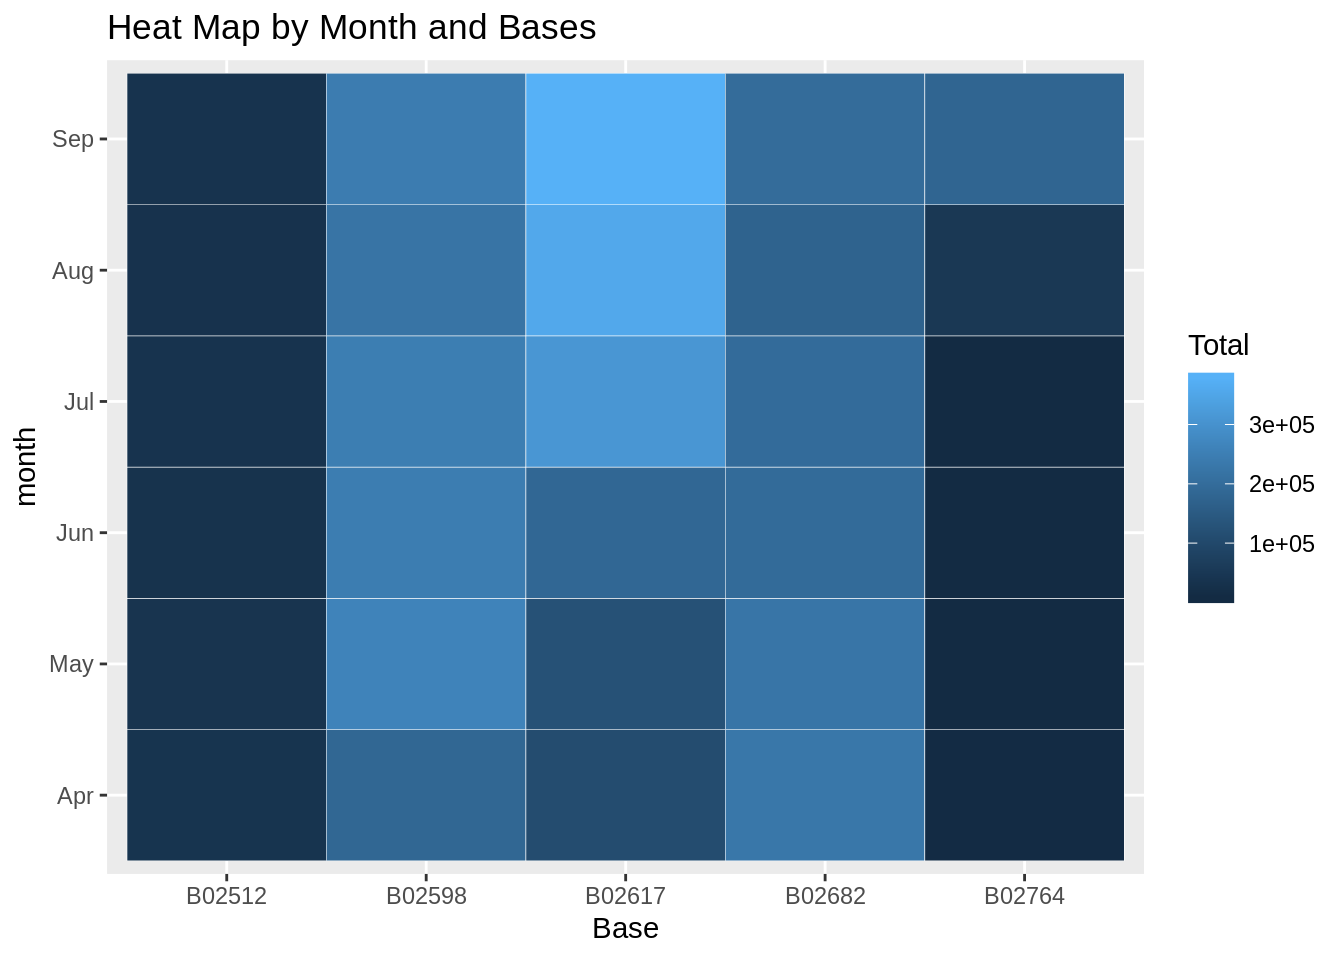 Heat Map by Month and Bases
Sep
Aug
Jul
Jun
May
Apr
month
B02512 B02598 B02617 B02682 B02764
Base
Total
3e+05
2e+05
1e+05